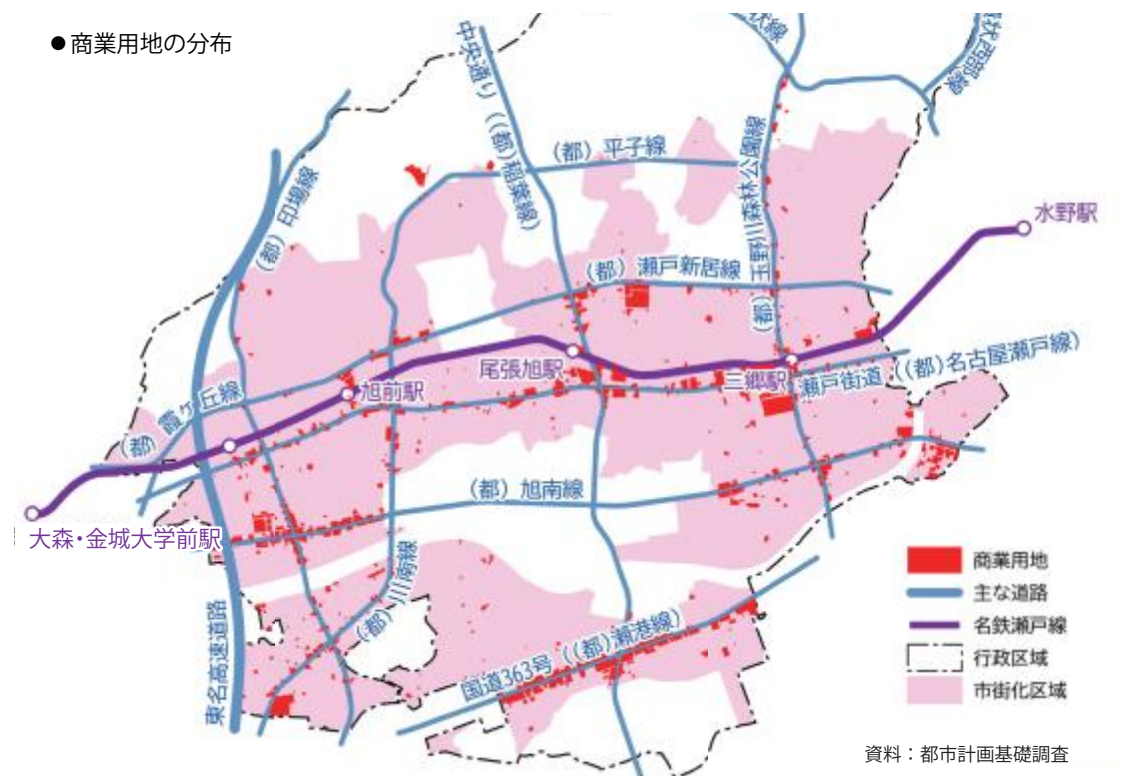 ●商業用地の分布
中央通り（（都）稲葉線）
（都）平子線
（都）印場線
（都）玉野川森林公園線
水野駅
（都）瀬戸新居線
尾張旭駅
三郷駅
瀬戸街道（（都）名古屋瀬戸線）
旭前駅
（都）霞ケ丘線
（都）旭南線
大森・金城大学前駅
（都）川南線
東名高速道路
国道363号（（都）瀬港線）
商業用地
主な道路
名鉄瀬戸線
行政区域
市街化区域
資料：都市計画基礎調査